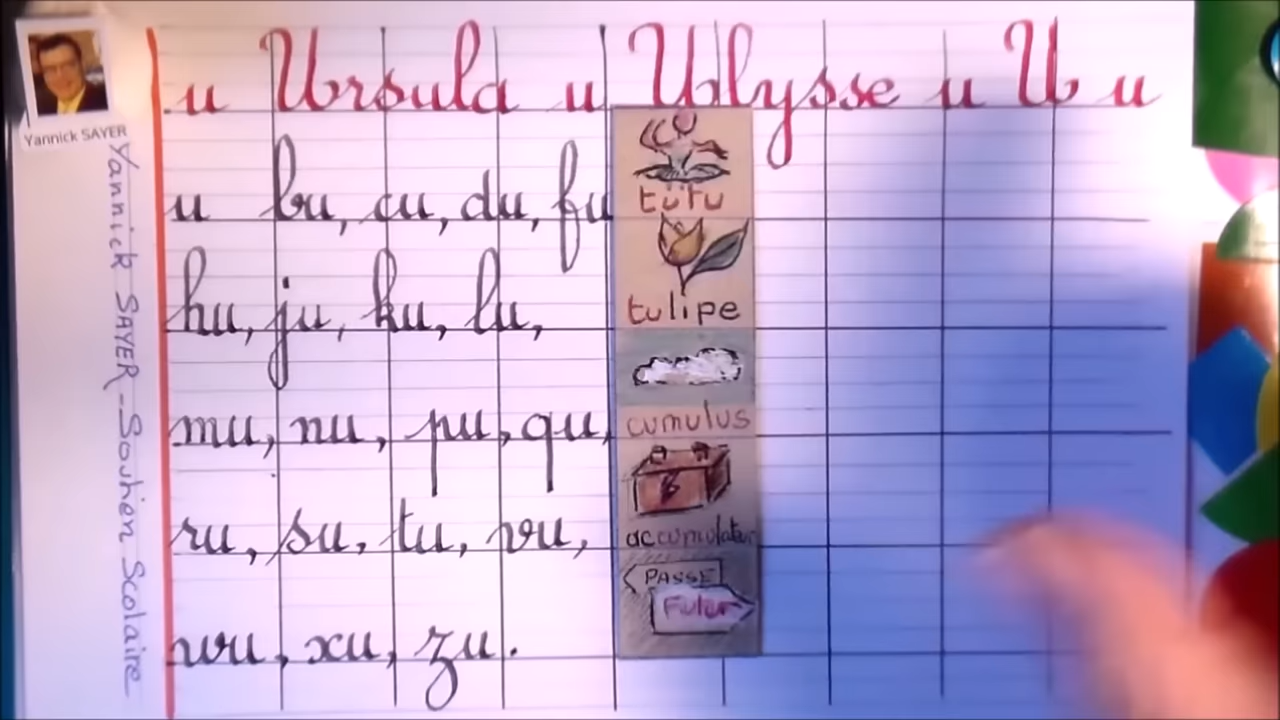 u Ursula u Ulysse u U u
Yannick SAYER
Yannick SAYER - Soutien Scolaire
u bu, cu, du, fu
hu, ju, ku, lu,
mu, nu, pu, qu,
ru, su, tu, vu,
wu, xu, zu.
tutu
tulipe
cumulus
accumulateur
PASSE
Futur